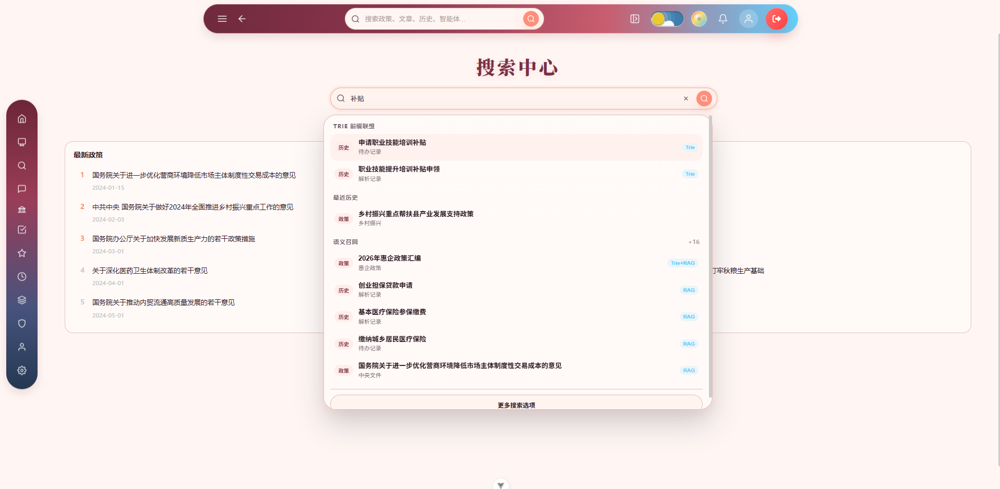 搜索政策、文章、历史、智能体...
搜索中心
补贴
TRIE 前缀联想
历史
申请职业技能培训补贴
待办记录
Trie
历史
职业技能提升培训补贴申领
解析记录
Trie
最近历史
政策
乡村振兴重点帮扶县产业发展支持政策
乡村振兴
语义召回
+16
政策
2026年惠企政策汇编
惠企政策
Trie+RAG
历史
创业担保贷款申请
解析记录
RAG
历史
基本医疗保险参保缴费
解析记录
RAG
历史
缴纳城乡居民医疗保险
待办记录
RAG
政策
国务院关于进一步优化营商环境降低市场主体制度性交易成本的意见
中央文件
RAG
更多搜索选项
最新政策
1
国务院关于进一步优化营商环境降低市场主体制度性交易成本的意见
2024-01-15
2
中共中央 国务院关于做好2024年全面推进乡村振兴重点工作的意见
2024-02-03
3
国务院办公厅关于加快发展新质生产力的若干政策措施
2024-03-01
4
关于深化医药卫生体制改革的若干意见
2024-04-01
5
国务院关于推动内贸流通高质量发展的若干意见
2024-05-01
牢秋粮生产基础